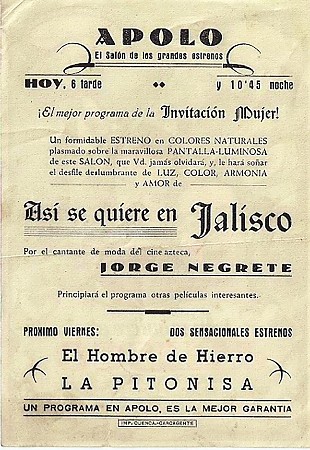 APOLO
El Salón de los grandes estrenos
HOY, 6 tarde y 10'45 noche
¡El mejor programa de la Invitación Mujer!
Un formidable ESTRENO en COLORES NATURALES
plasmado sobre la maravillosa PANTALLA-LUMINOSA
de este SALON, que Vd. jamás olvidará, y, le hará soñar
el desfile deslumbrante de LUZ, COLOR, ARMONIA
y AMOR de
Así se quiere en Jalisco
Por el cantante de moda del cine azteca,
JORGE NEGRETE
Principiará el programa otras películas interesantes.
PROXIMO VIERNES: DOS SENSACIONALES ESTRENOS
El Hombre de Hierro
LA PITONISA
UN PROGRAMA EN APOLO, ES LA MEJOR GARANTIA
IMP. CUENCA.-CARCAGENTE